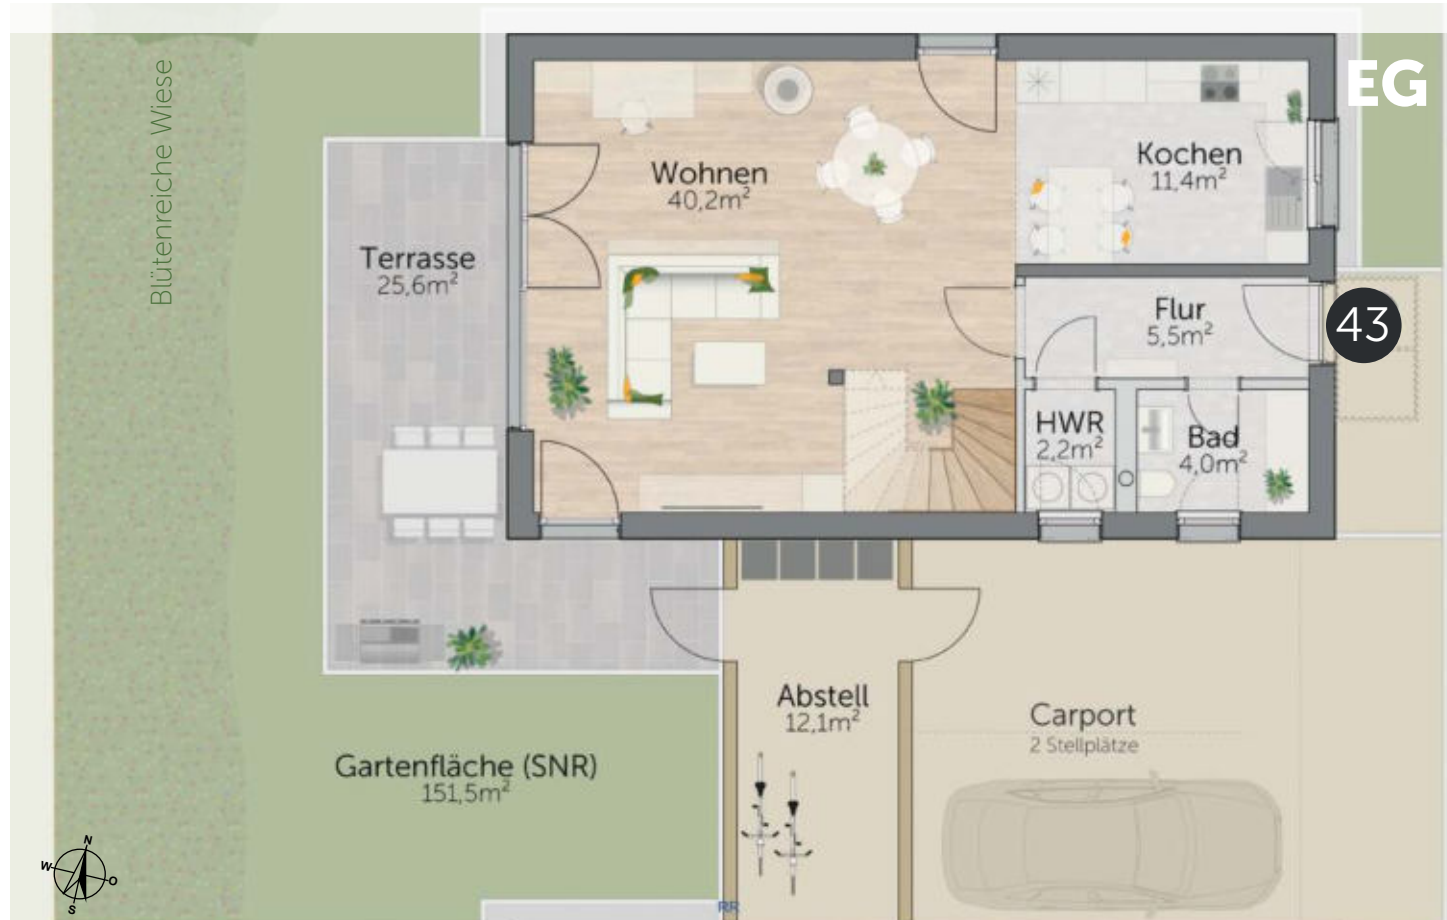 EG
Blütenreiche Wiese
Wohnen
40,2m²
Kochen
11,4m²
Terrasse
25,6m²
Flur
5,5m²
43
HWR
2,2m²
Bad
4,0m²
Abstell
12,1m²
Carport
2 Stellplätze
Gartenfläche (SNR)
151,5m²
N
W
O
S
RR